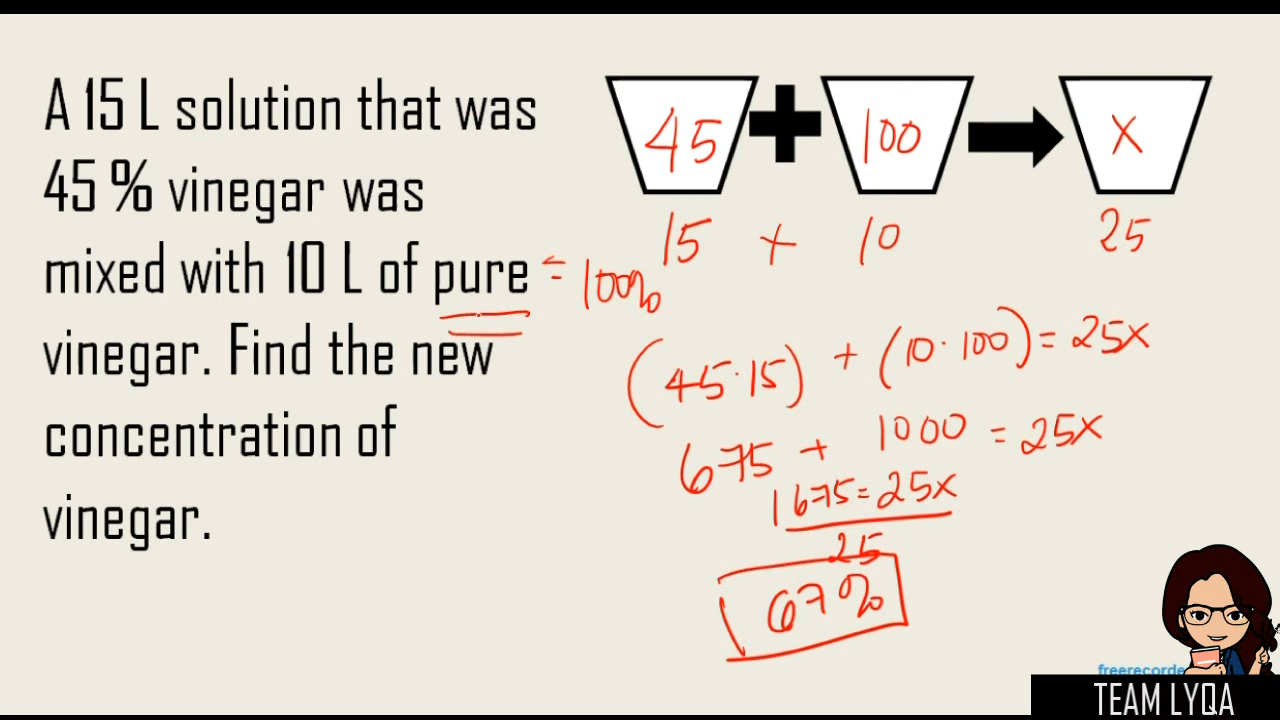 A 15 L solution that was
45 % vinegar was
mixed with 10 L of pure
vinegar. Find the new
concentration of
vinegar.
= 100%
45 + 100 → x
15 + 10 25
(45·15) + (10·100) = 25x
675 + 1000 = 25x
1675 = 25x
25
67%
freerecorde
TEAM LYQA